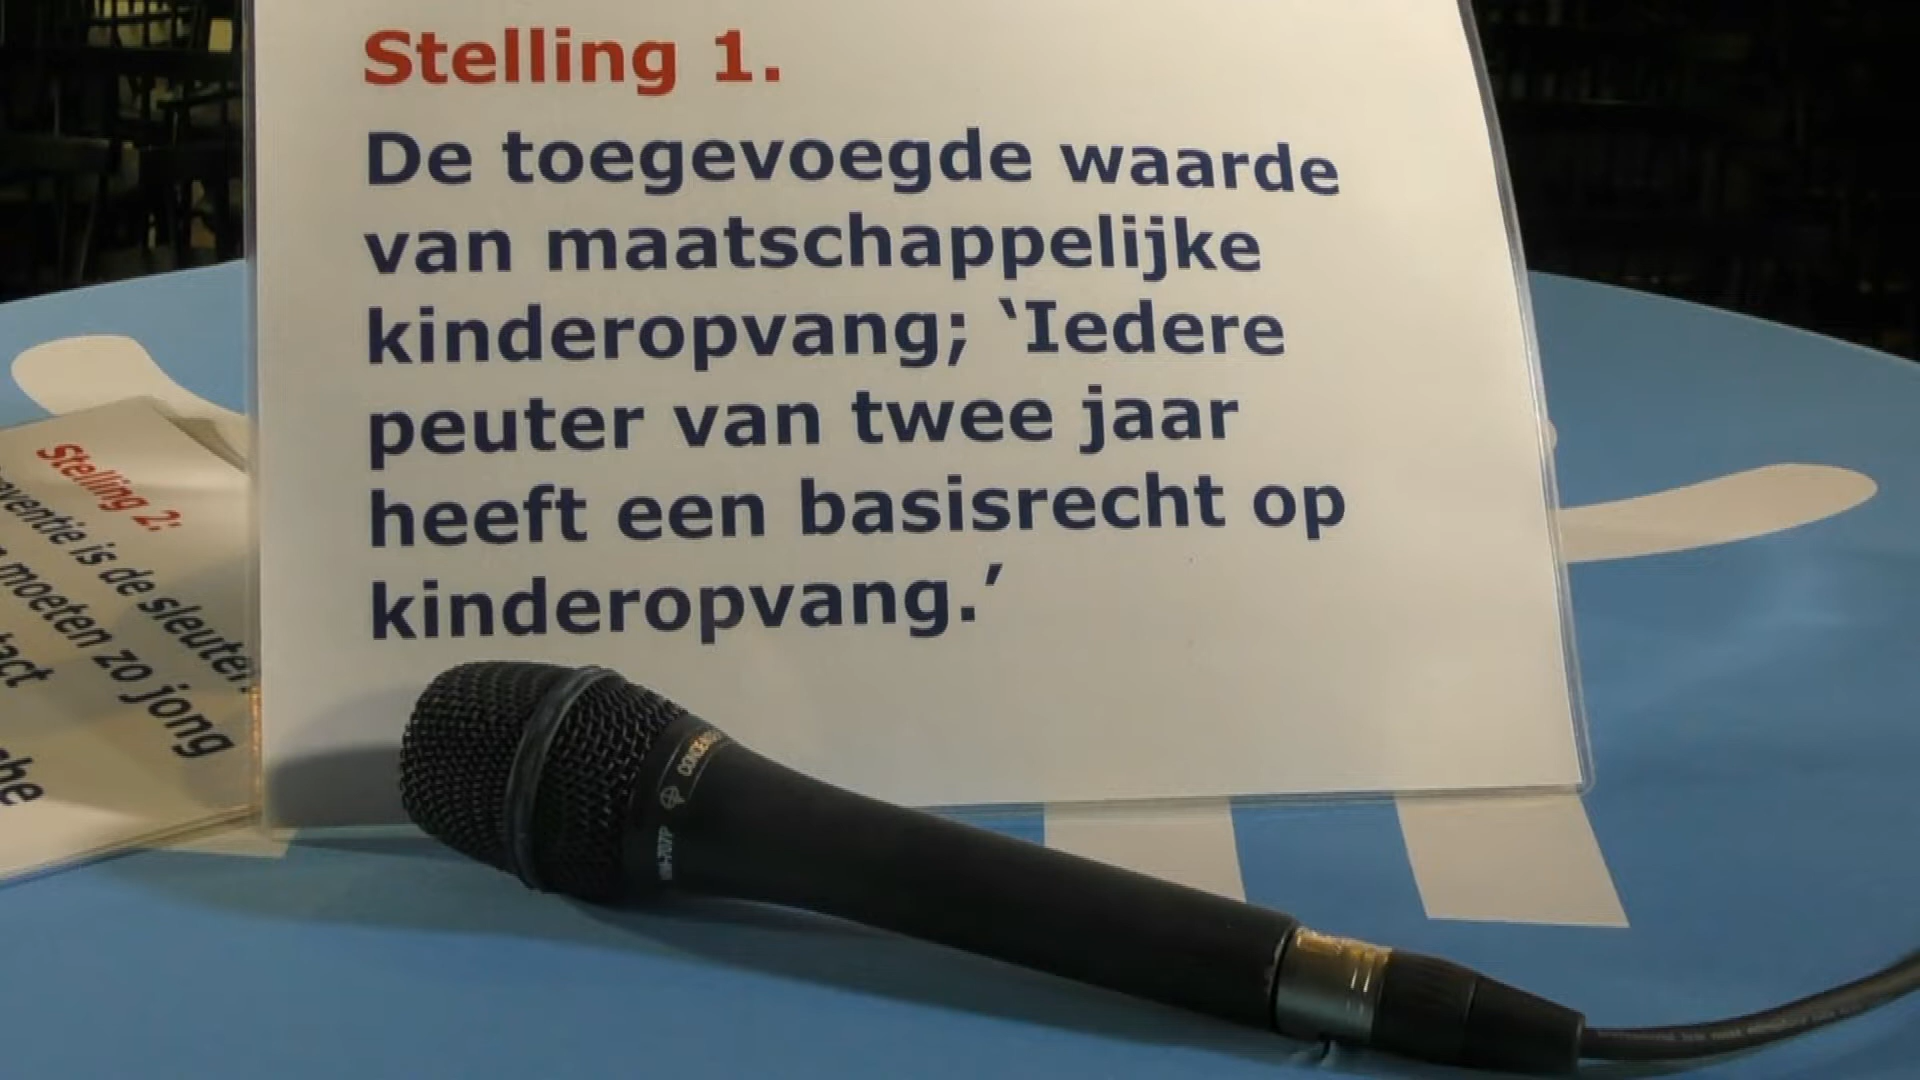 Stelling 1.
De toegevoegde waarde
van maatschappelijke
kinderopvang; ‘Iedere
peuter van twee jaar
heeft een basisrecht op
kinderopvang.’
Stelling 2:
is de sleutel
moeten zo jong